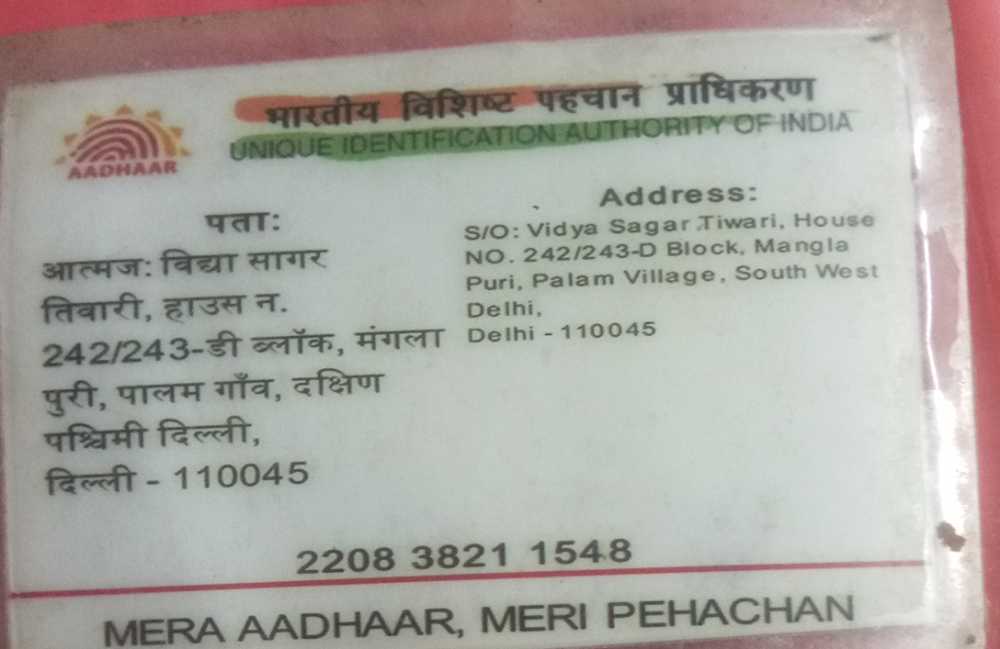 भारतीय विशिष्ट पहचान प्राधिकरण
UNIQUE IDENTIFICATION AUTHORITY OF INDIA
AADHAAR
पता:
आत्मज: विद्या सागर
तिवारी, हाउस न.
242/243-डी ब्लॉक, मंगला
पुरी, पालम गाँव, दक्षिण
पश्चिमी दिल्ली,
दिल्ली - 110045
Address:
S/O: Vidya Sagar Tiwari, House
NO. 242/243-D Block, Mangla
Puri, Palam Village, South West
Delhi,
Delhi - 110045
2208 3821 1548
MERA AADHAAR, MERI PEHACHAN